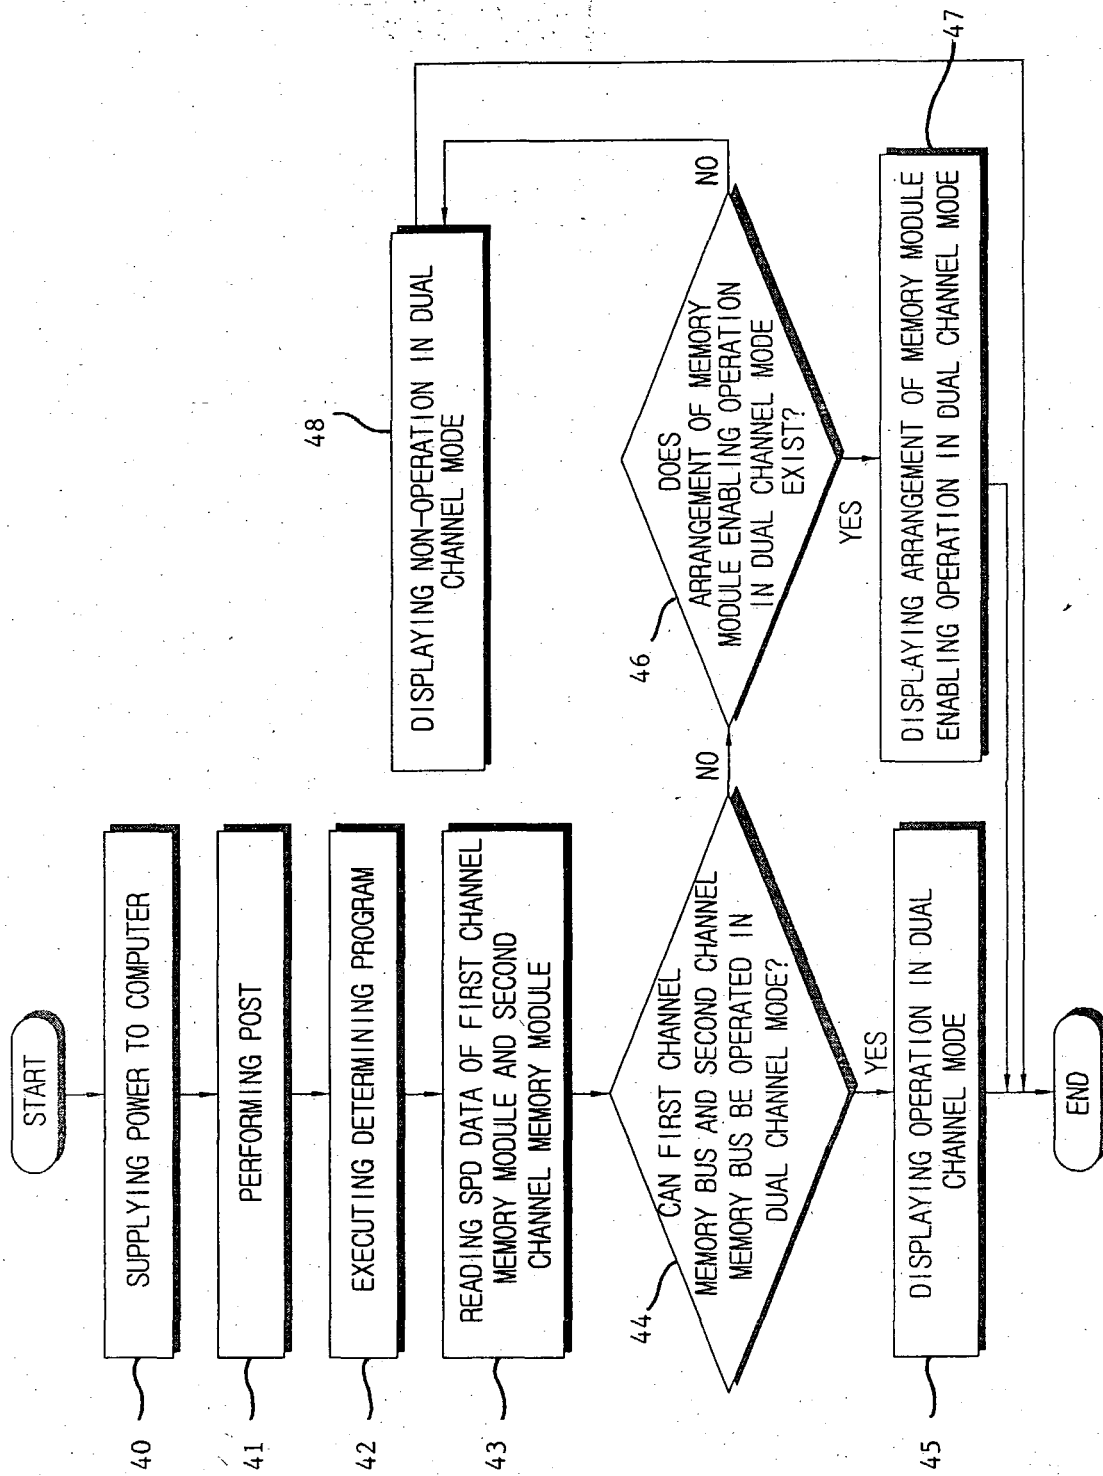 START
SUPPLYING POWER TO COMPUTER
40
PERFORMING POST
41
EXECUTING DETERMINING PROGRAM
42
READING SPD DATA OF FIRST CHANNEL
MEMORY MODULE AND SECOND
CHANNEL MEMORY MODULE
43
CAN FIRST CHANNEL
MEMORY BUS AND SECOND CHANNEL
MEMORY BUS BE OPERATED IN
DUAL CHANNEL MODE?
44
YES
NO
DISPLAYING OPERATION IN DUAL
CHANNEL MODE
45
DOES
ARRANGEMENT OF MEMORY
MODULE ENABLING OPERATION
IN DUAL CHANNEL MODE
EXIST?
46
YES
NO
DISPLAYING ARRANGEMENT OF MEMORY MODULE
ENABLING OPERATION IN DUAL CHANNEL MODE
47
DISPLAYING NON-OPERATION IN DUAL
CHANNEL MODE
48
END